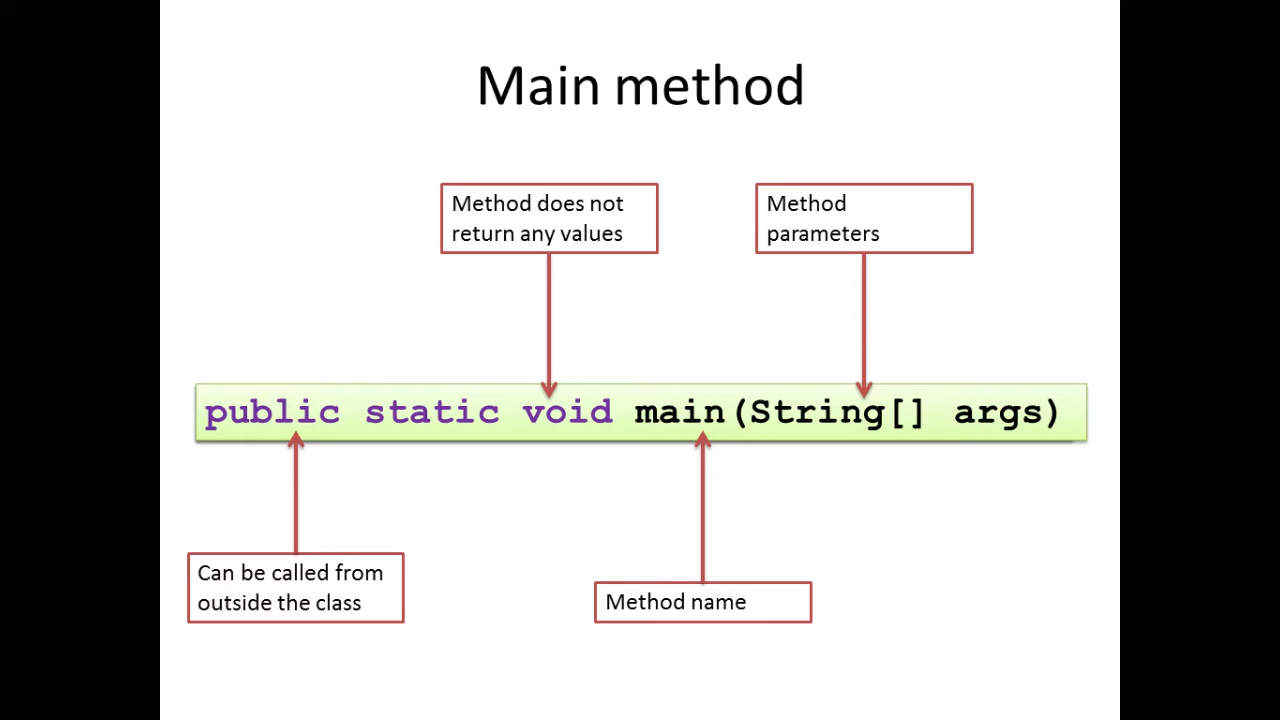 Main method
Method does not
return any values
Method
parameters
public static void main(String[] args)
Can be called from
outside the class
Method name